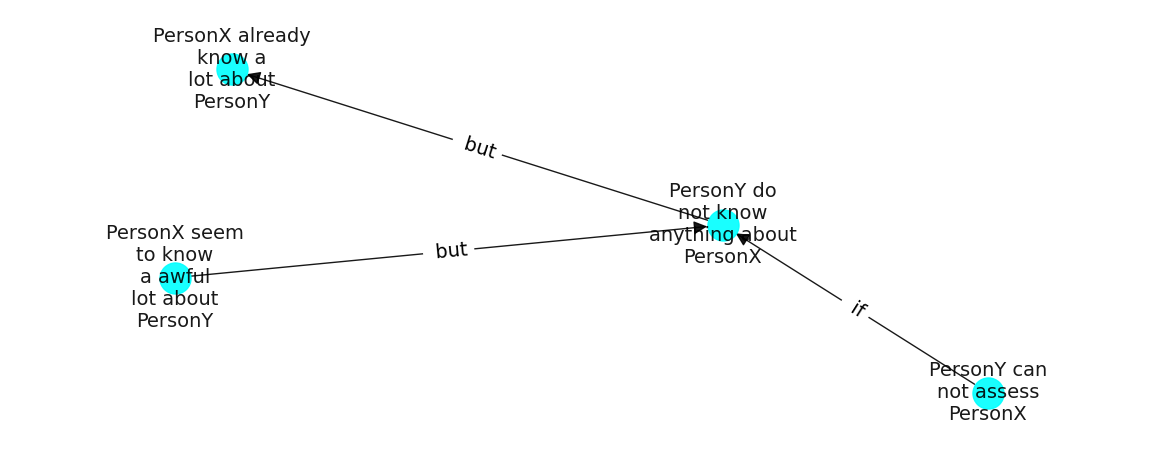 PersonX already
know a
lot about
PersonY
but
PersonY do
not know
anything about
PersonX
PersonX seem
to know
a awful
lot about
PersonY
but
if
PersonY can
not assess
PersonX